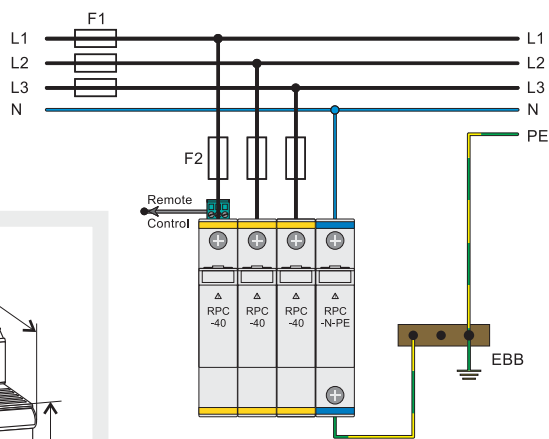 F1
L1 L1
L2 L2
L3 L3
N N
PE
F2
Remote
Control
RPC RPC RPC RPC
-40 -40 -40 -N-PE
EBB